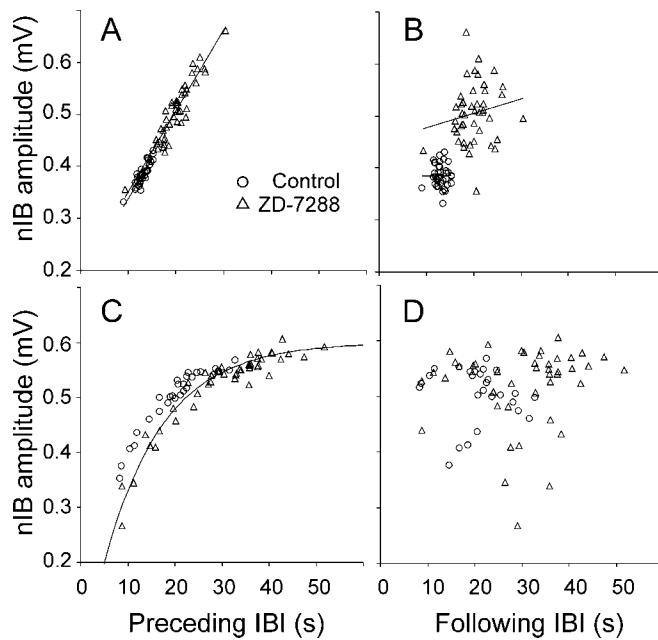 A
B
nIB amplitude (mV)
0.6
0.5
0.4
0.3
0.2
Control
ZD-7288
C
D
nIB amplitude (mV)
0.6
0.5
0.4
0.3
0.2
0 10 20 30 40 50
0 10 20 30 40 50
Preceding IBI (s)
Following IBI (s)